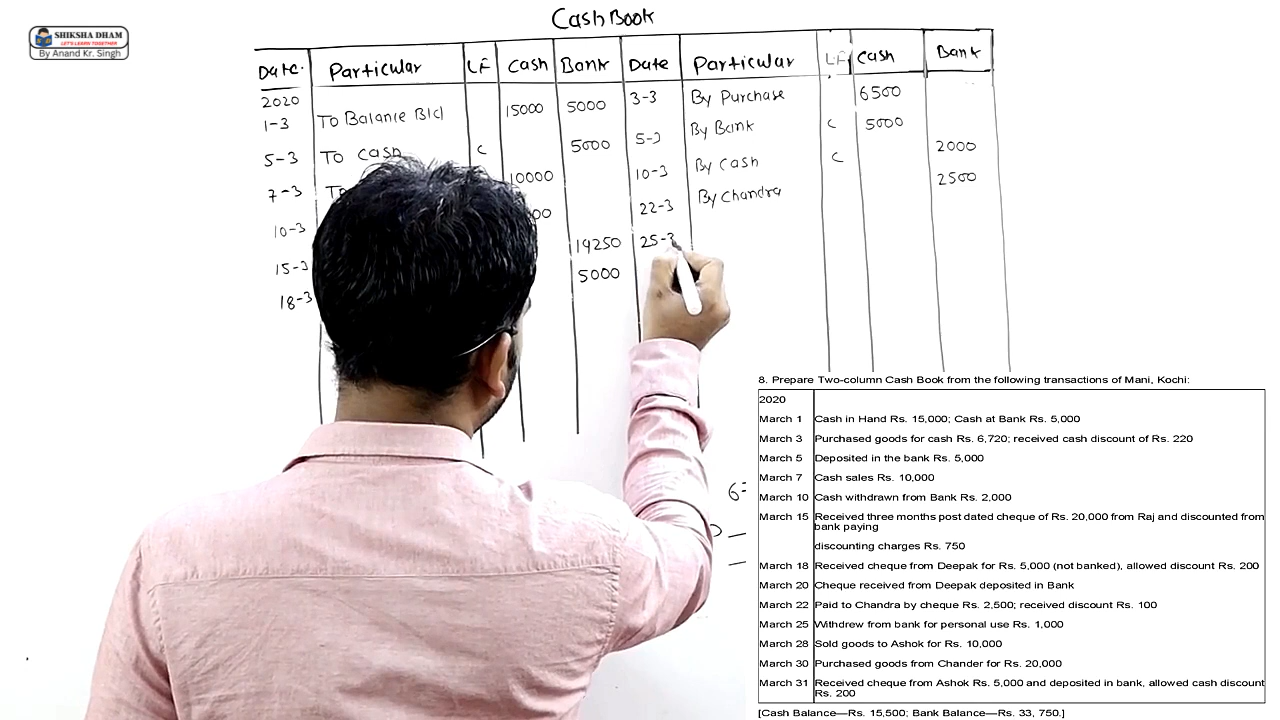 SHIKSHA DHAM
LET'S LEARN TOGETHER
By Anand Kr. Singh
Cash Book
Date. Particular LF Cash Bank Date Particular LF Cash Bank
2020
1-3 To Balance B/d 15000 5000 3-3 By Purchase 6500
5-3 To Cash C 5000 5-3 By Bank C 5000
7-3 10000 10-3 By Cash C 2000
10-3 22-3 By Chandra 2500
15-3 19250 25-3
18-3 5000
8. Prepare Two-column Cash Book from the following transactions of Mani, Kochi:
2020
March 1 Cash in Hand Rs. 15,000; Cash at Bank Rs. 5,000
March 3 Purchased goods for cash Rs. 6,720; received cash discount of Rs. 220
March 5 Deposited in the bank Rs. 5,000
March 7 Cash sales Rs. 10,000
March 10 Cash withdrawn from Bank Rs. 2,000
March 15 Received three months post dated cheque of Rs. 20,000 from Raj and discounted from
bank paying
discounting charges Rs. 750
March 18 Received cheque from Deepak for Rs. 5,000 (not banked), allowed discount Rs. 200
March 20 Cheque received from Deepak deposited in Bank
March 22 Paid to Chandra by cheque Rs. 2,500; received discount Rs. 100
March 25 Withdrew from bank for personal use Rs. 1,000
March 28 Sold goods to Ashok for Rs. 10,000
March 30 Purchased goods from Chander for Rs. 20,000
March 31 Received cheque from Ashok Rs. 5,000 and deposited in bank, allowed cash discount
Rs. 200
[Cash Balance—Rs. 15,500; Bank Balance—Rs. 33, 750.]